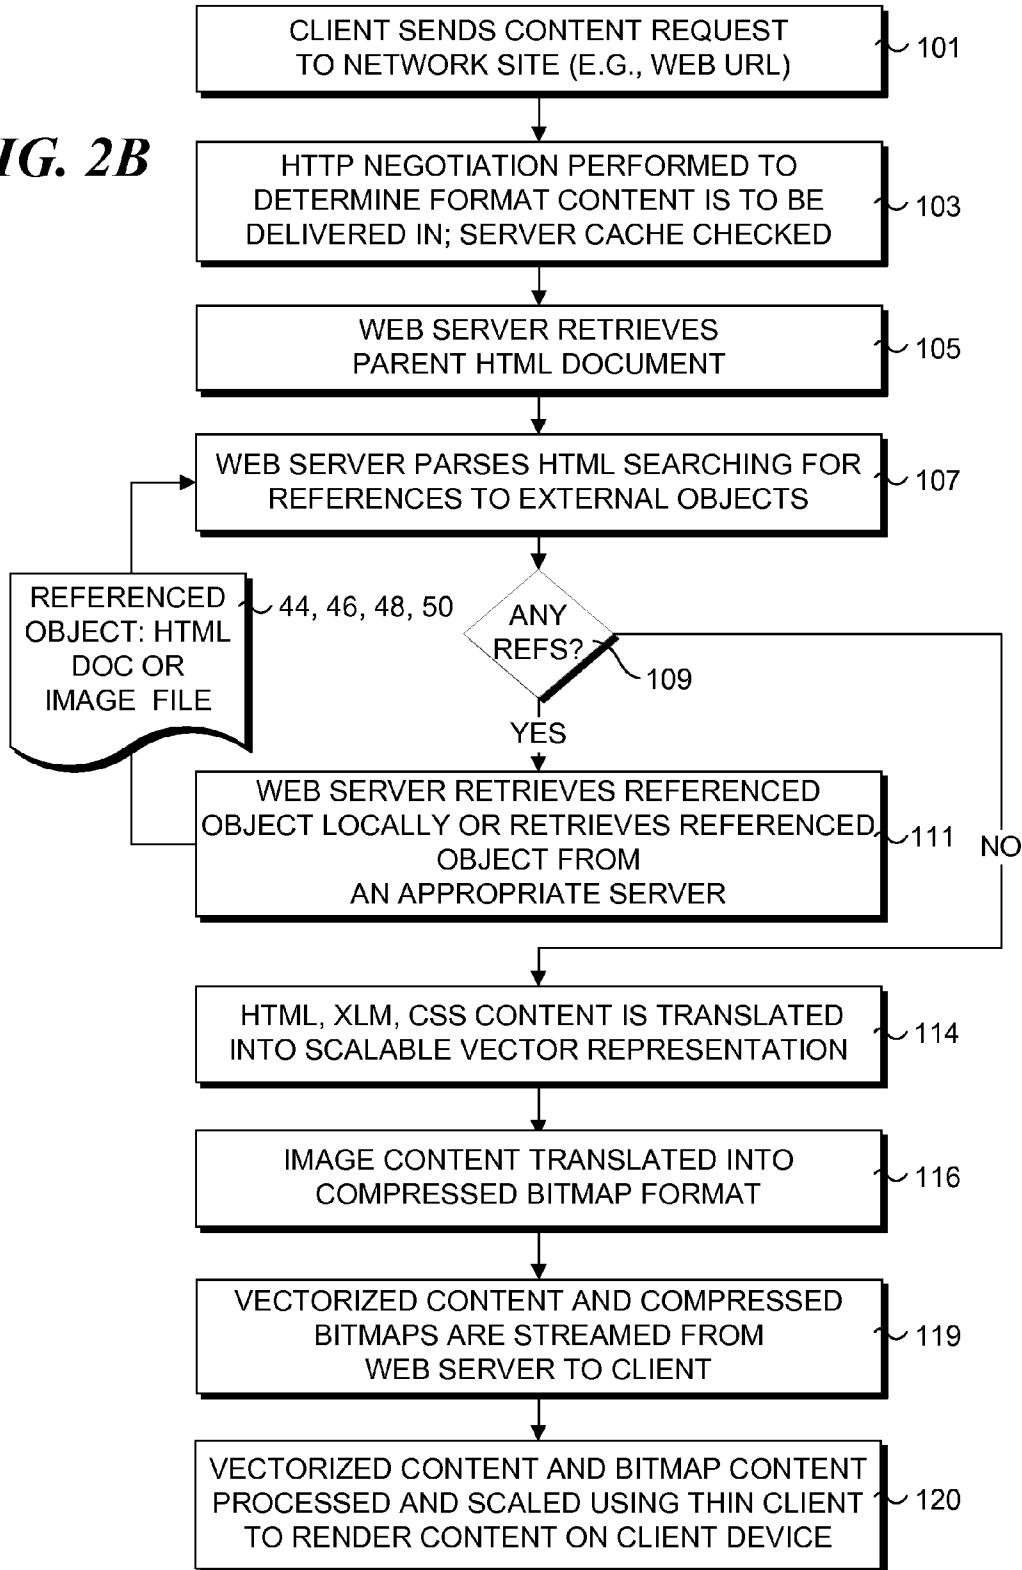 CLIENT SENDS CONTENT REQUEST
TO NETWORK SITE (E.G., WEB URL)
101
IG. 2B
HTTP NEGOTIATION PERFORMED TO
DETERMINE FORMAT CONTENT IS TO BE
DELIVERED IN; SERVER CACHE CHECKED
103
WEB SERVER RETRIEVES
PARENT HTML DOCUMENT
105
WEB SERVER PARSES HTML SEARCHING FOR
REFERENCES TO EXTERNAL OBJECTS
107
REFERENCED
OBJECT: HTML
DOC OR
IMAGE FILE
44, 46, 48, 50
ANY
REFS?
109
YES
WEB SERVER RETRIEVES REFERENCED
OBJECT LOCALLY OR RETRIEVES REFERENCED
OBJECT FROM
AN APPROPRIATE SERVER
111
NO
HTML, XLM, CSS CONTENT IS TRANSLATED
INTO SCALABLE VECTOR REPRESENTATION
114
IMAGE CONTENT TRANSLATED INTO
COMPRESSED BITMAP FORMAT
116
VECTORIZED CONTENT AND COMPRESSED
BITMAPS ARE STREAMED FROM
WEB SERVER TO CLIENT
119
VECTORIZED CONTENT AND BITMAP CONTENT
PROCESSED AND SCALED USING THIN CLIENT
TO RENDER CONTENT ON CLIENT DEVICE
120